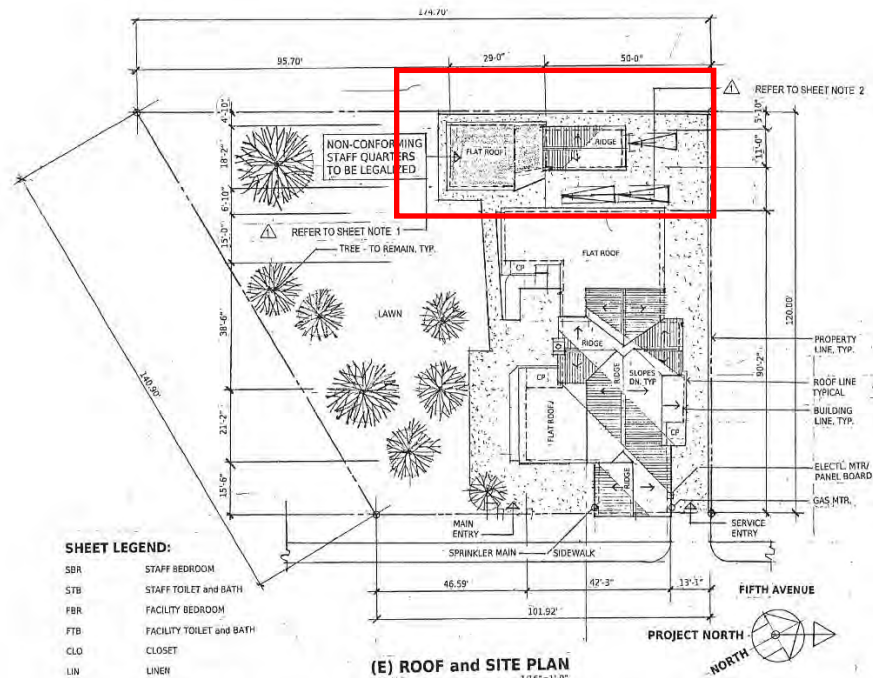 174.70'
95.70'
29-0"
50-0"
REFER TO SHEET NOTE 2
4'-10"
5'-10"
NON-CONFORMING
STAFF QUARTERS
TO BE LEGALIZED
FLAT ROOF
RIDGE
18'-2"
11'-0"
6'-10"
REFER TO SHEET NOTE 1
TREE - TO REMAIN, TYP.
15'-0"
FLAT ROOF
CP
LAWN
120.00'
38'-6"
RIDGE
PROPERTY
LINE, TYP.
CP
RIDGE
SLOPES
DN. TYP
90'-2"
ROOF LINE
TYPICAL
140.90'
FLAT ROOF
BUILDING
LINE, TYP.
CP
21'-2"
ELECTL. MTR/
PANEL BOARD
RIDGE
15'-6"
GAS MTR.
MAIN
ENTRY
SERVICE
ENTRY
SPRINKLER MAIN
SIDEWALK
SHEET LEGEND:
SBR STAFF BEDROOM
STB STAFF TOILET and BATH
FBR FACILITY BEDROOM
FTB FACILITY TOILET and BATH
CLO CLOSET
LIN LINEN
46.59'
42'-3"
13'-1"
FIFTH AVENUE
101.92'
PROJECT NORTH
NORTH
(E) ROOF and SITE PLAN